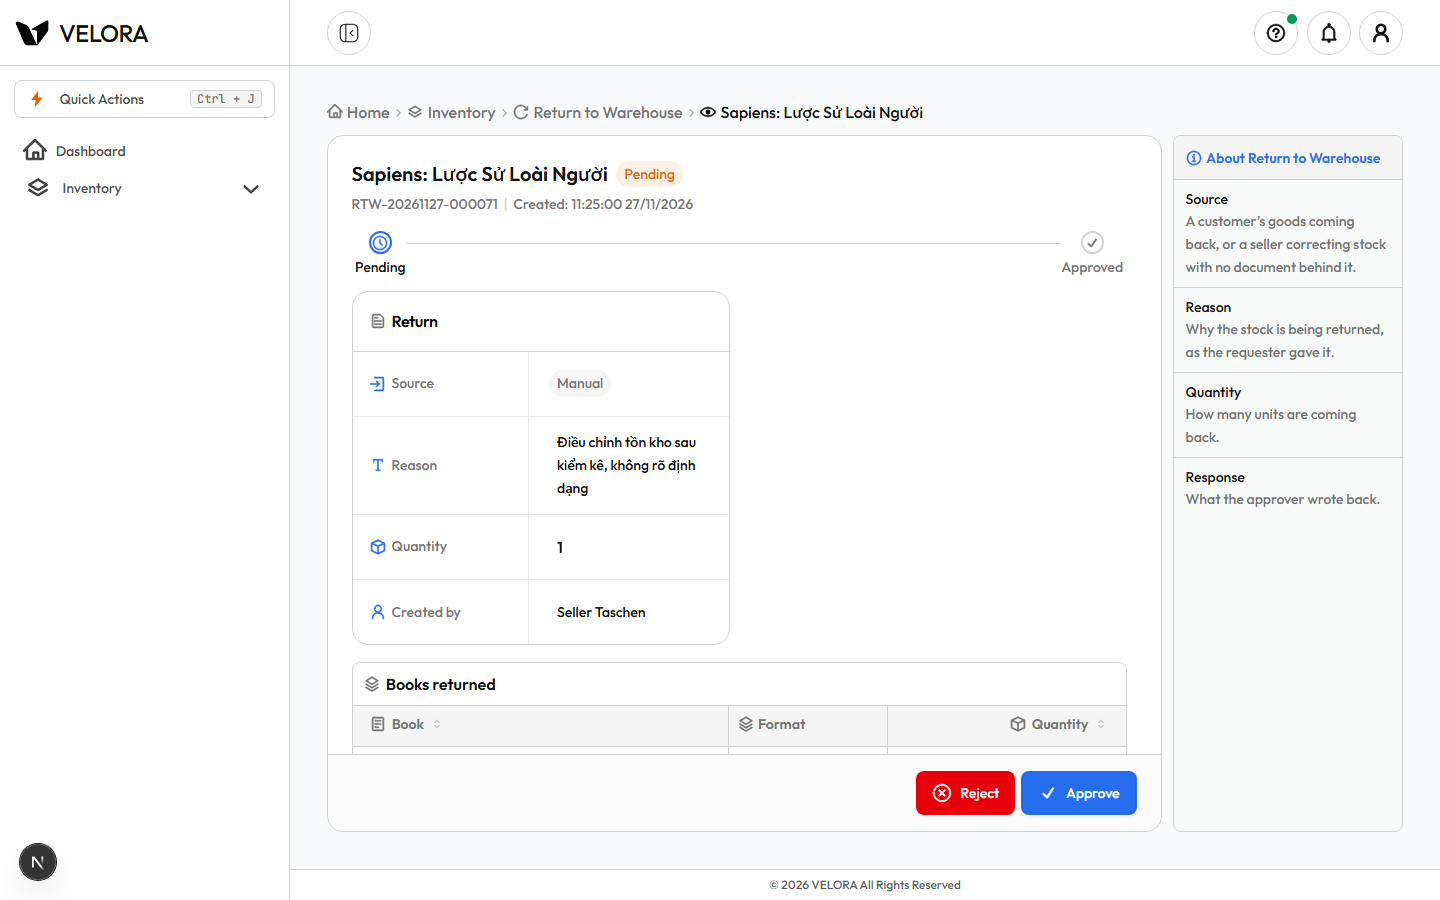 VELORA
Quick Actions
Ctrl + J
Dashboard
Inventory
Home
Inventory
Return to Warehouse
Sapiens: Lược Sử Loài Người
Sapiens: Lược Sử Loài Người
Pending
RTW-20261127-000071 | Created: 11:25:00 27/11/2026
Pending
Approved
Return
Source
Manual
Reason
Điều chỉnh tồn kho sau
kiểm kê, không rõ định
dạng
Quantity
1
Created by
Seller Taschen
Books returned
Book
Format
Quantity
Reject
Approve
About Return to Warehouse
Source
A customer's goods coming
back, or a seller correcting stock
with no document behind it.
Reason
Why the stock is being returned,
as the requester gave it.
Quantity
How many units are coming
back.
Response
What the approver wrote back.
N
© 2026 VELORA All Rights Reserved